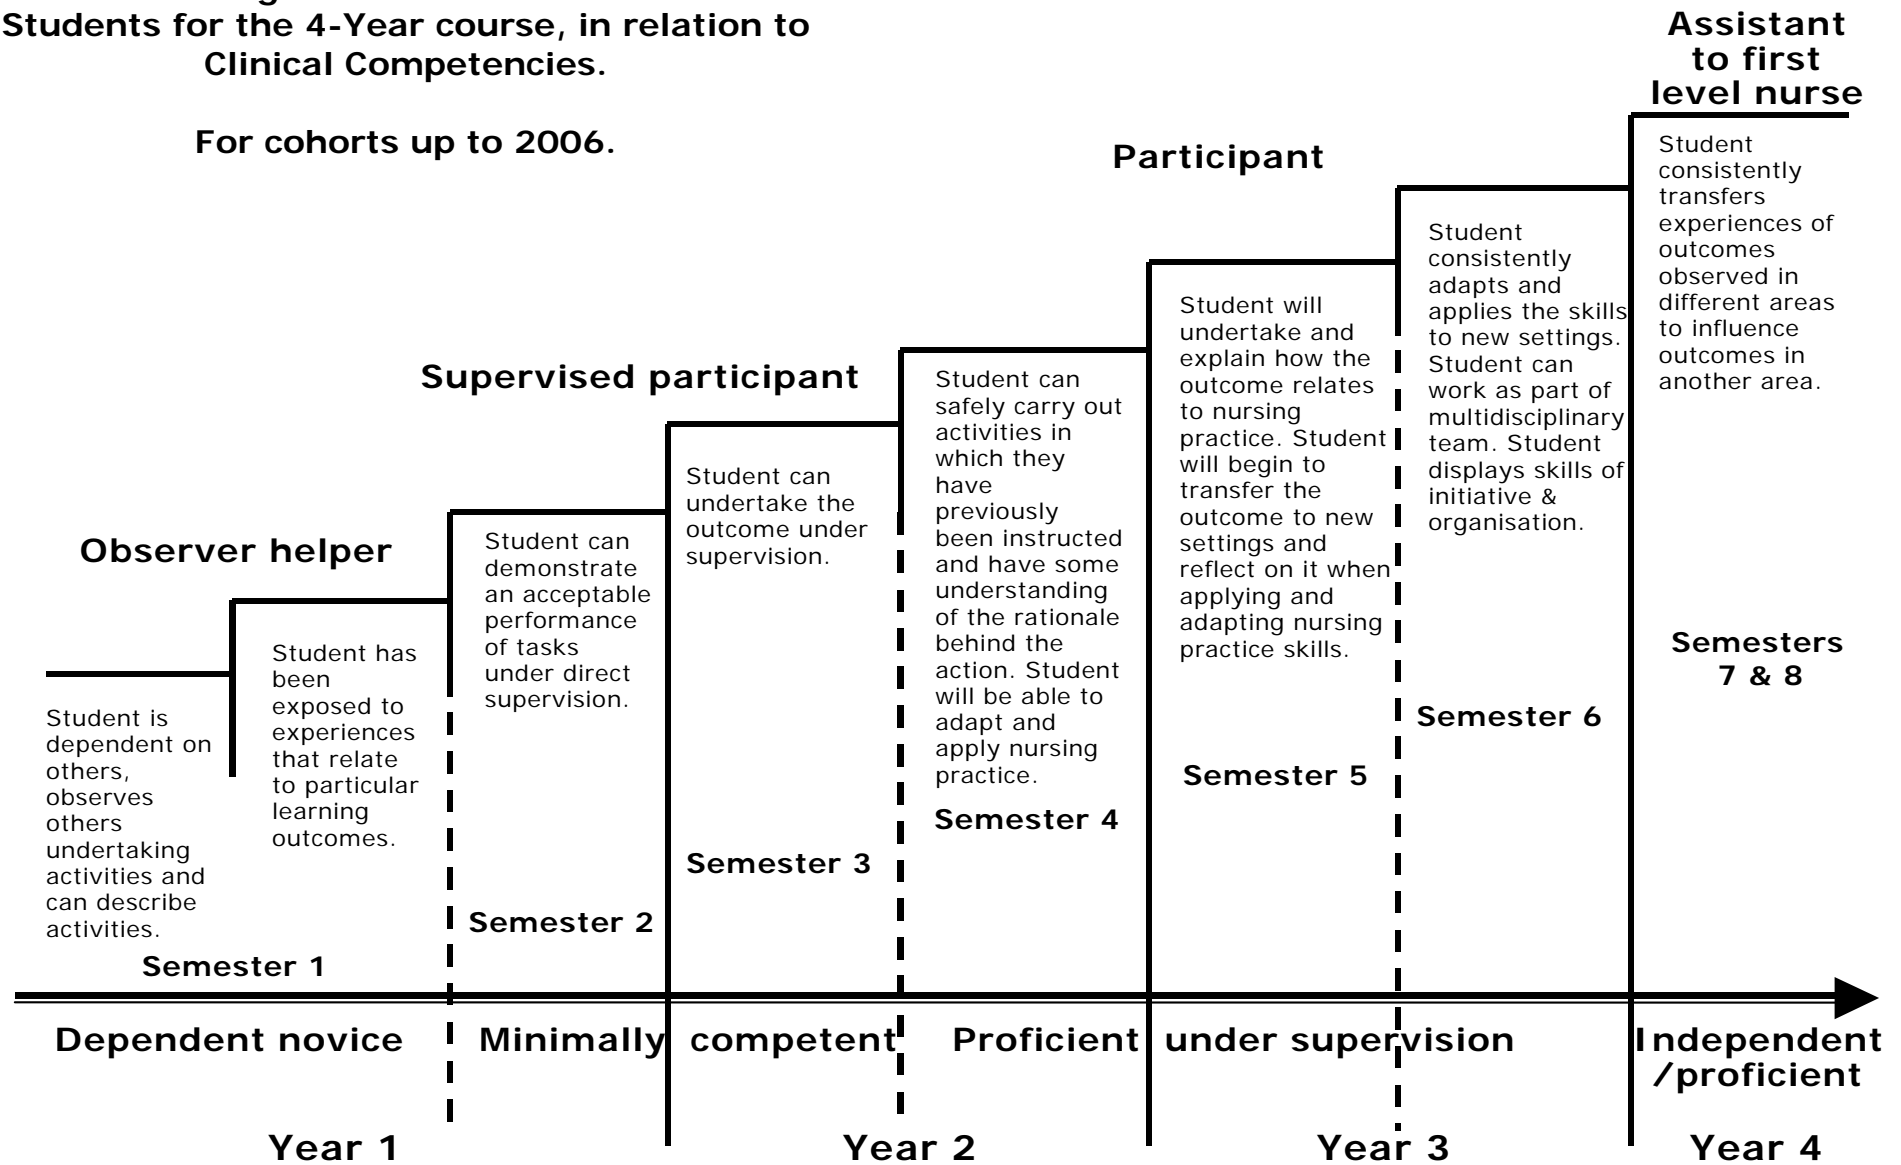 Students for the 4-Year course, in relation to
Clinical Competencies.
For cohorts up to 2006.
Assistant
to first
level nurse
Participant
Supervised participant
Observer helper
Student is
dependent on
others,
observes
others
undertaking
activities and
can describe
activities.
Student has
been
exposed to
experiences
that relate
to particular
learning
outcomes.
Semester 1
Student can
demonstrate
an acceptable
performance
of tasks
under direct
supervision.
Semester 2
Student can
undertake the
outcome under
supervision.
Semester 3
Student can
safely carry out
activities in
which they
have
previously
been instructed
and have some
understanding
of the rationale
behind the
action. Student
will be able to
adapt and
apply nursing
practice.
Semester 4
Student will
undertake and
explain how the
outcome relates
to nursing
practice. Student
will begin to
transfer the
outcome to new
settings and
reflect on it when
applying and
adapting nursing
practice skills.
Semester 5
Student
consistently
adapts and
applies the skills
to new settings.
Student can
work as part of
multidisciplinary
team. Student
displays skills of
initiative &
organisation.
Semester 6
Student
consistently
transfers
experiences of
outcomes
observed in
different areas
to influence
outcomes in
another area.
Semesters
7 & 8
Dependent novice
Minimally competent
Proficient under supervision
Independent
/proficient
Year 1
Year 2
Year 3
Year 4